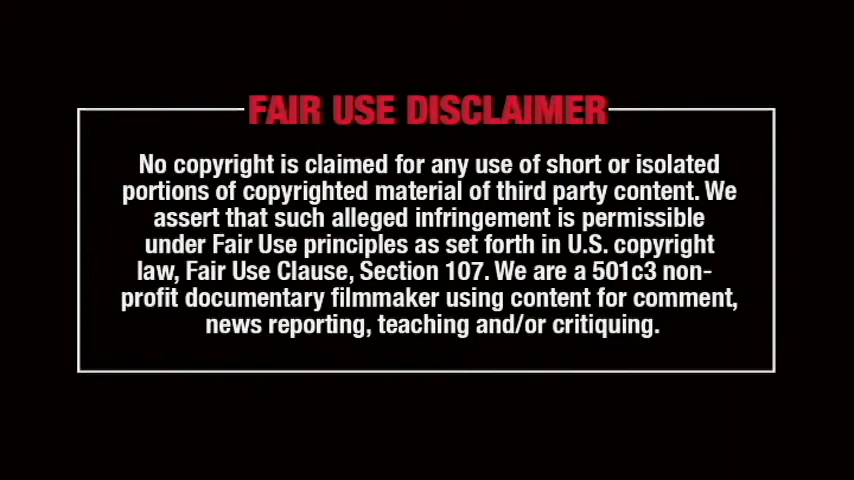 FAIR USE DISCLAIMER
No copyright is claimed for any use of short or isolated
portions of copyrighted material of third party content. We
assert that such alleged infringement is permissible
under Fair Use principles as set forth in U.S. copyright
law, Fair Use Clause, Section 107. We are a 501c3 non-
profit documentary filmmaker using content for comment,
news reporting, teaching and/or critiquing.